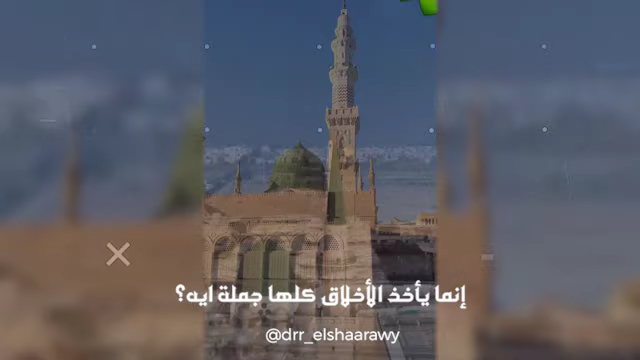 إنما يأخذ الأخلاق كلها جملة ايه؟
@drr_elshaarawy